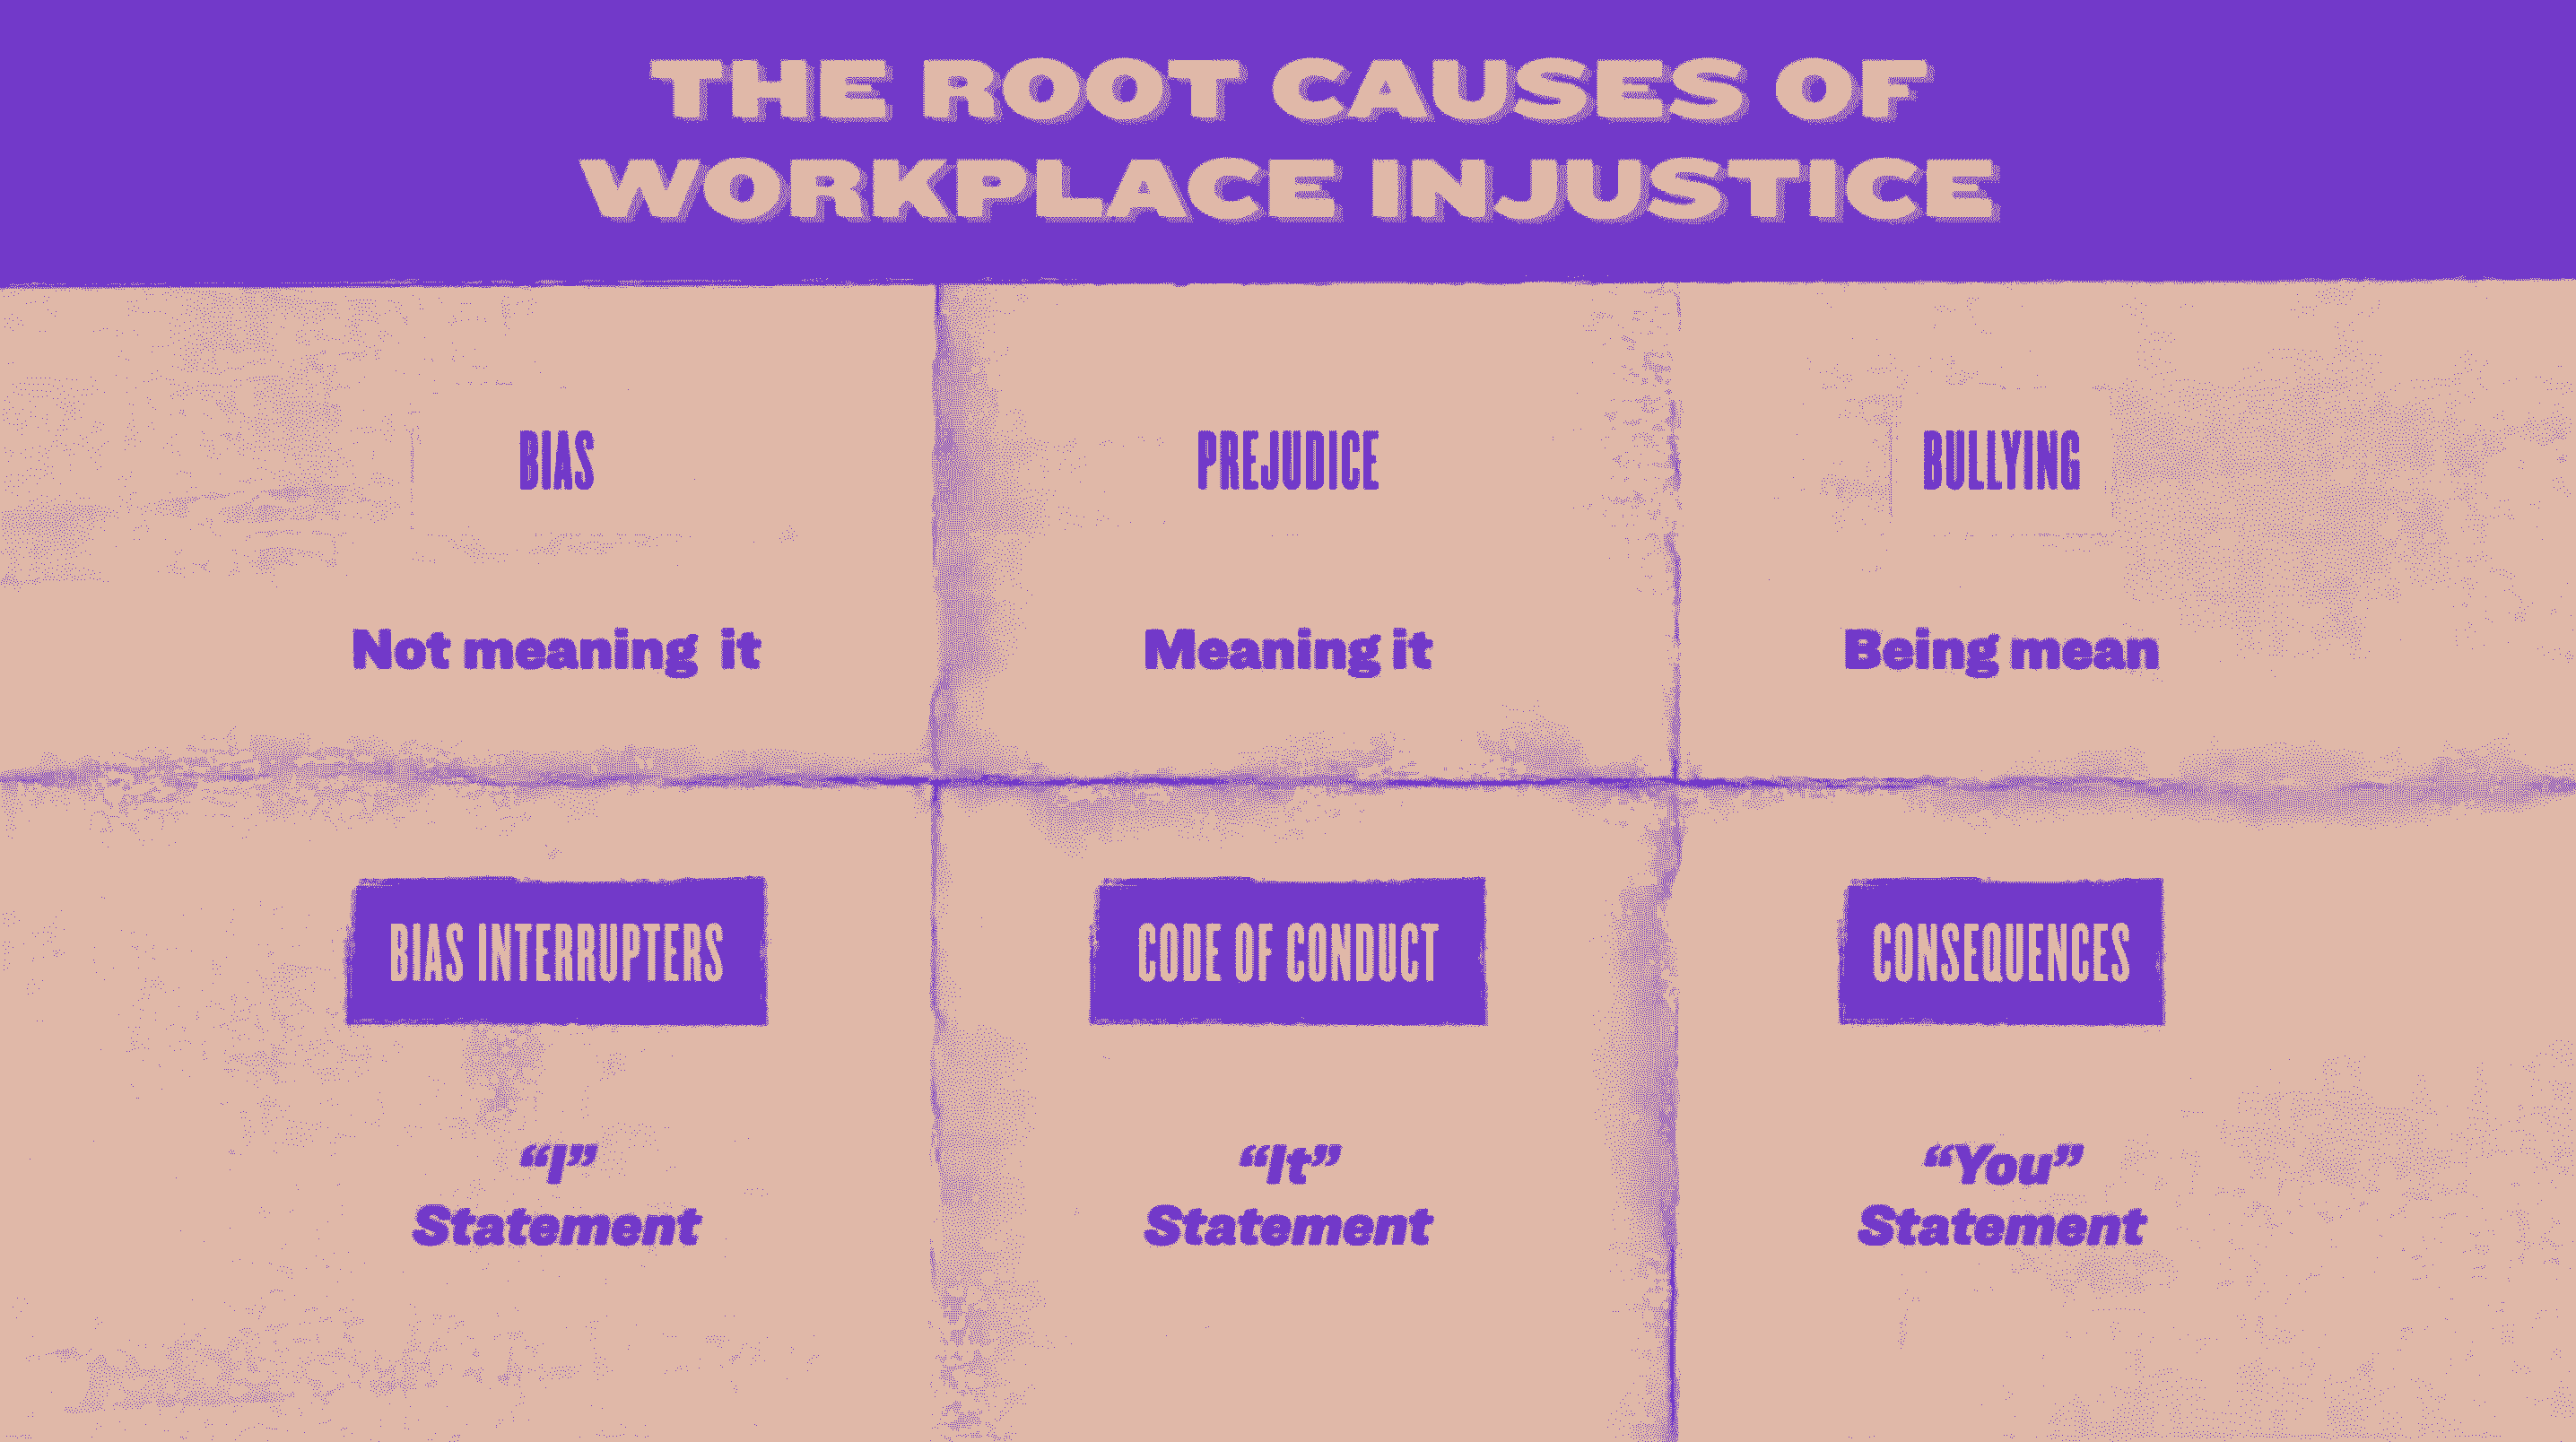 THE ROOT CAUSES OF
WORKPLACE INJUSTICE
BIAS
PREJUDICE
BULLYING
Not meaning it
Meaning it
Being mean
BIAS INTERRUPTERS
CODE OF CONDUCT
CONSEQUENCES
“I”
Statement
“It”
Statement
“You”
Statement